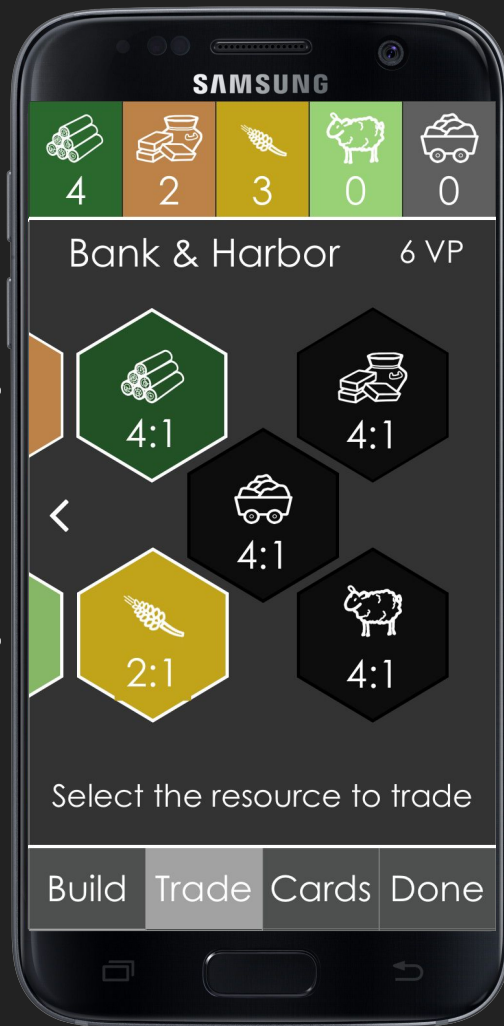 SAMSUNG
4 2 3 0 0
Bank & Harbor 6 VP
4:1 4:1
4:1
2:1 4:1
Select the resource to trade
Build Trade Cards Done